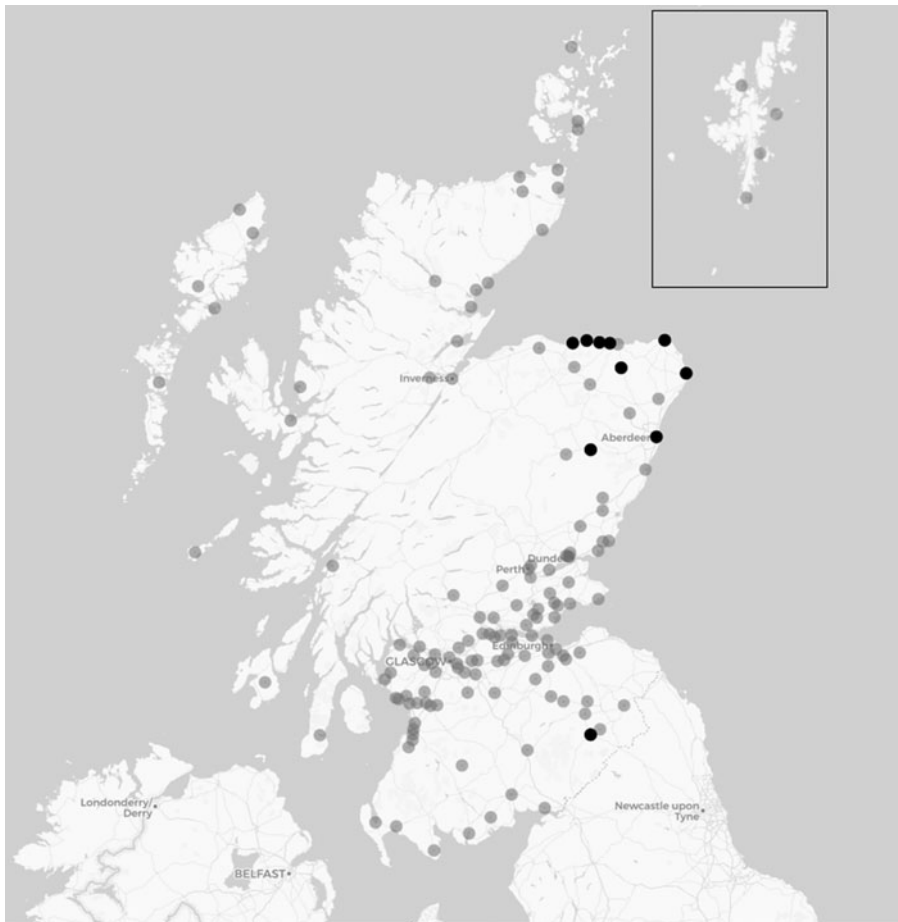 Inverness
Aberdeen
Dundee
Perth
Edinburgh
GLASGOW
Londonderry/
Derry
Newcastle upon
Tyne
BELFAST